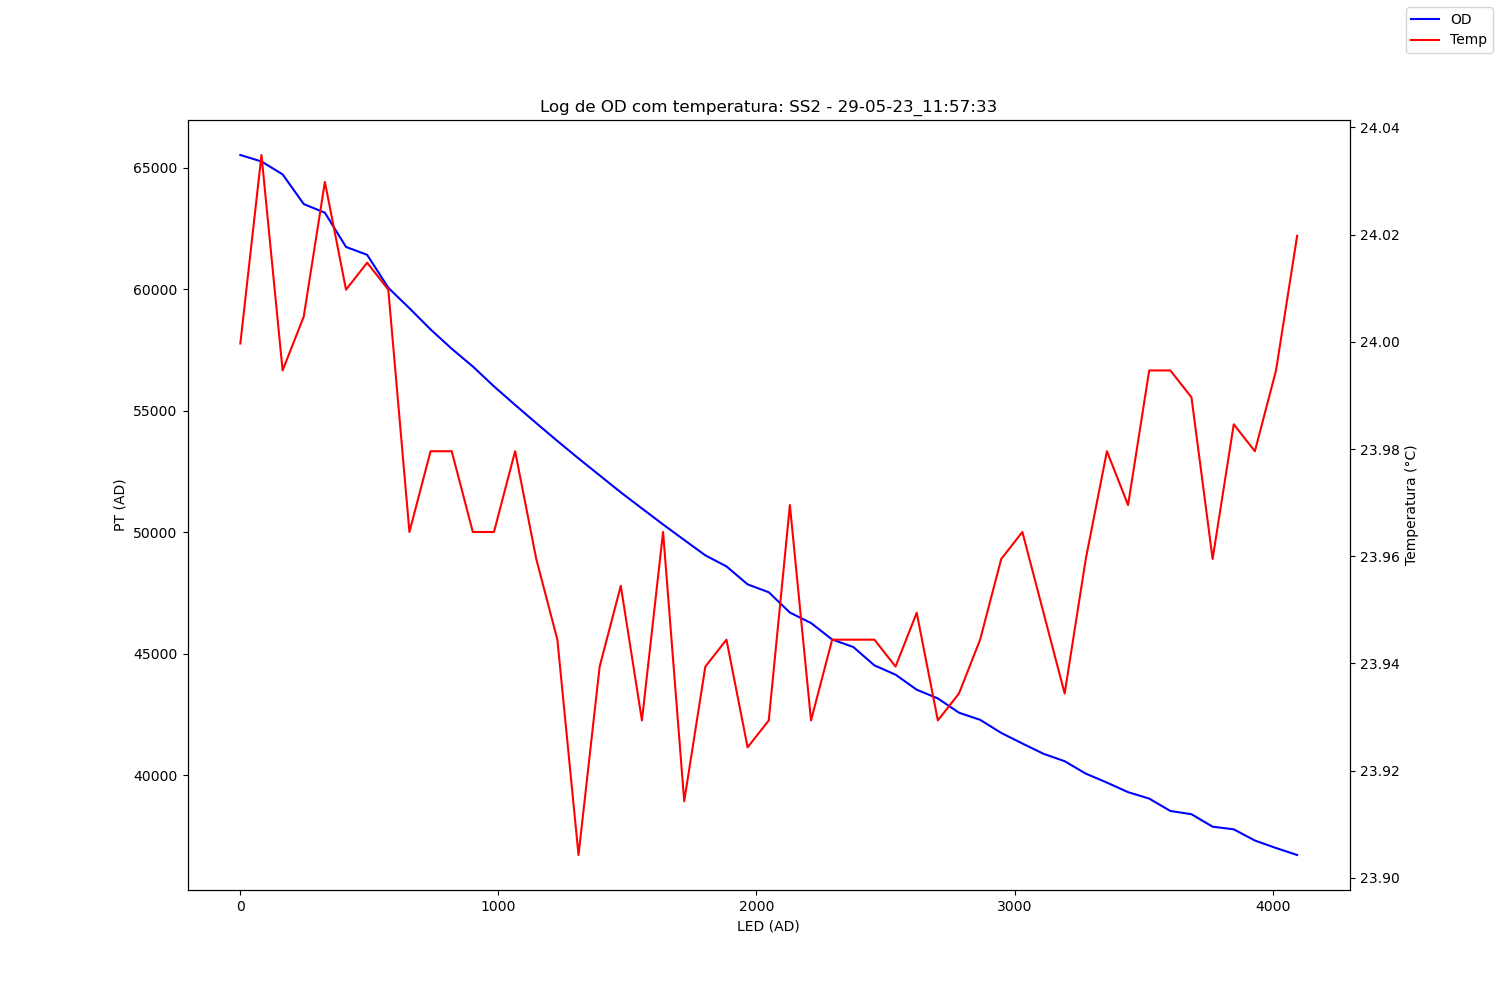 OD
Temp
Log de OD com temperatura: SS2 - 29-05-23_11:57:33
65000
60000
55000
50000
45000
40000
PT (AD)
24.04
24.02
24.00
23.98
23.96
23.94
23.92
23.90
Temperatura (°C)
0 1000 2000 3000 4000
LED (AD)